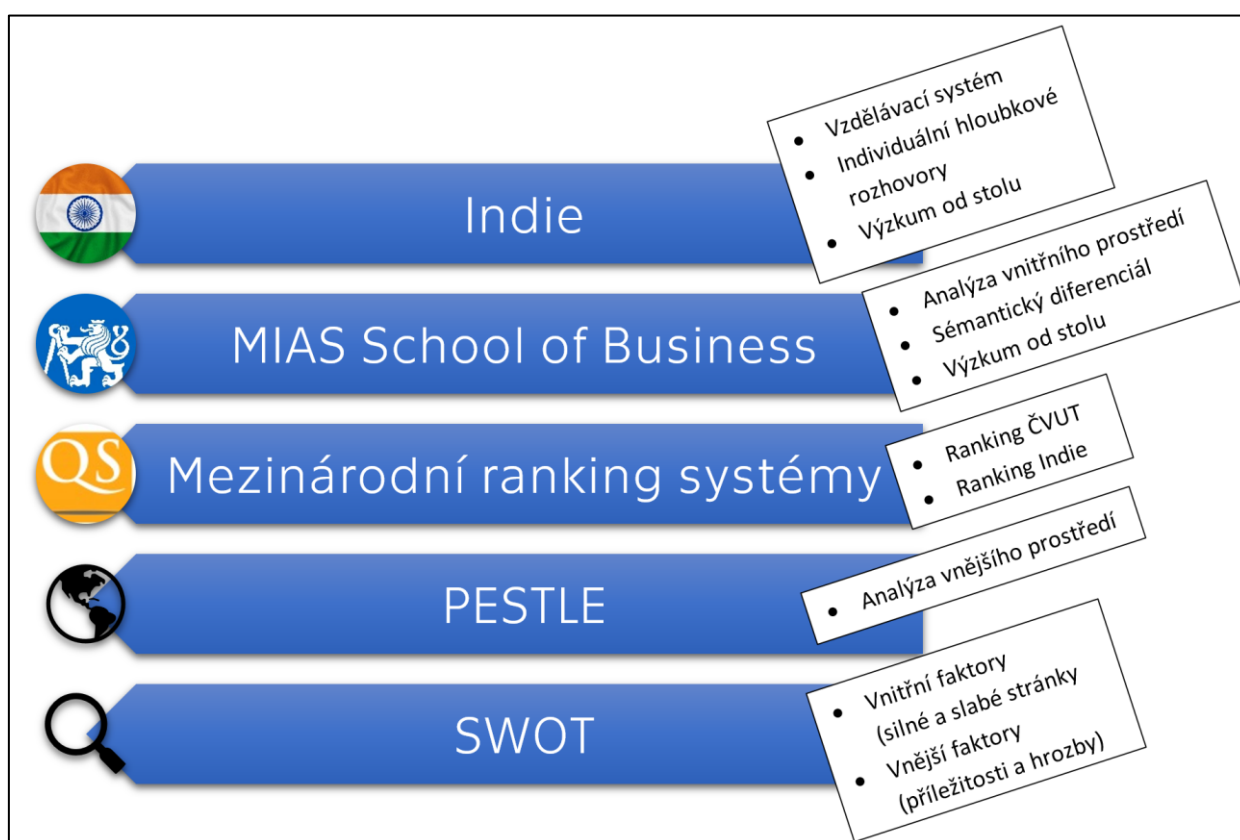 Indie
• Vzdělávací systém
• Individuální hloubkové
rozhovory
• Výzkum od stolu
MIAS School of Business
• Analýza vnitřního prostředí
• Sémantický diferenciál
• Výzkum od stolu
QS
Mezinárodní ranking systémy
• Ranking ČVUT
• Ranking Indie
PESTLE
• Analýza vnějšího prostředí
SWOT
• Vnitřní faktory
(silné a slabé stránky
• Vnější faktory
(příležitosti a hrozby)